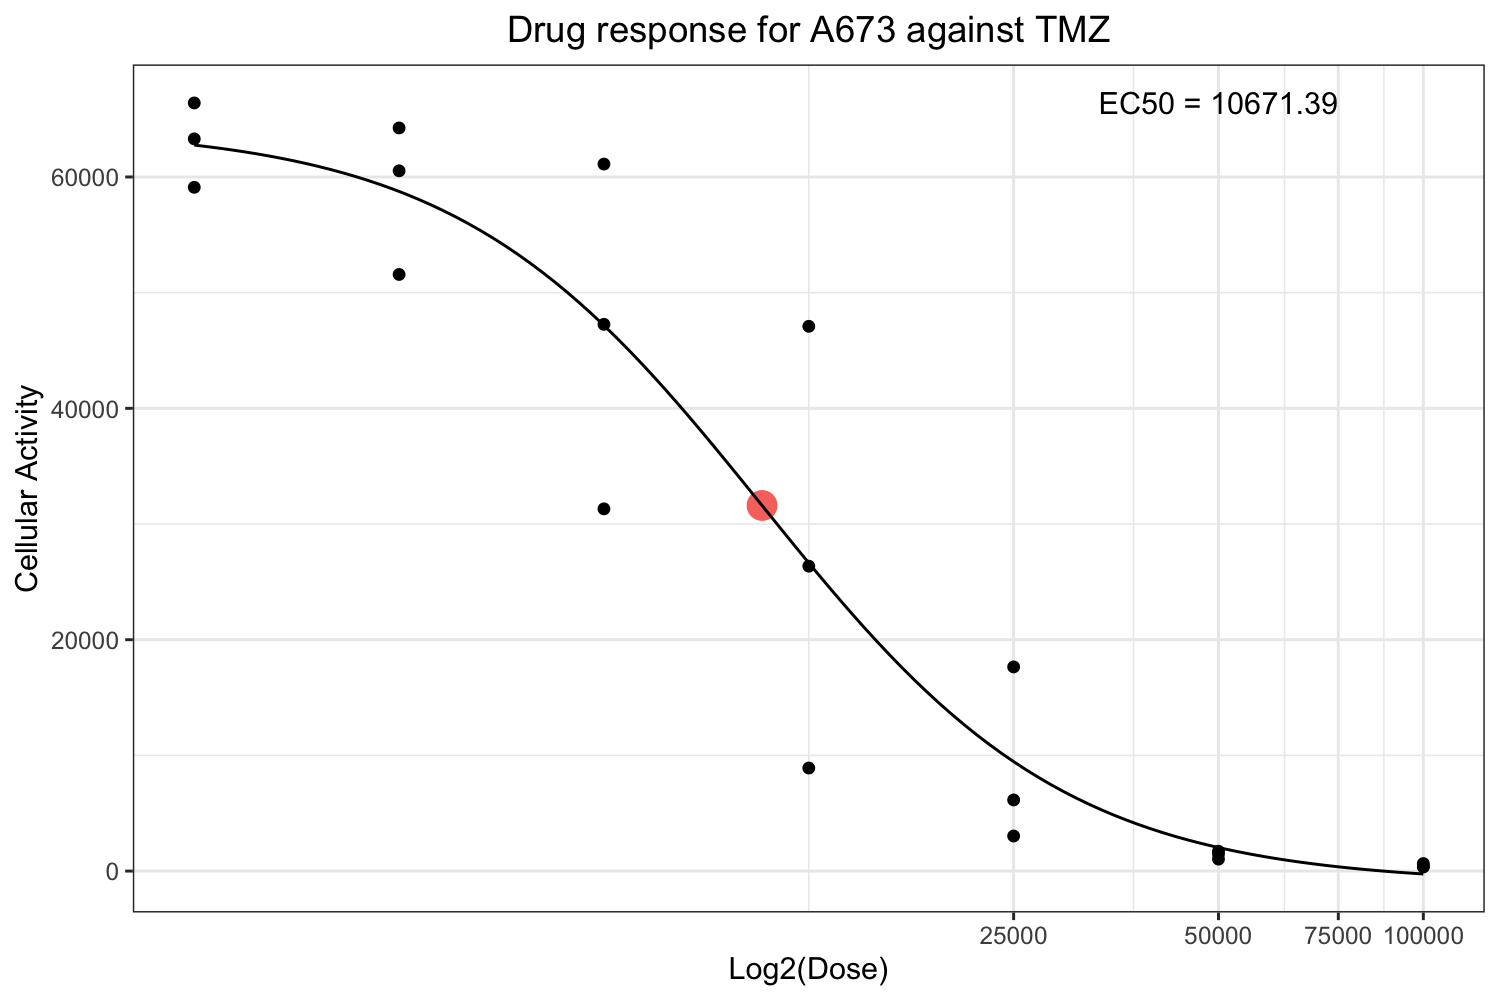 Drug response for A673 against TMZ
EC50 = 10671.39
Cellular Activity
60000
40000
20000
0
25000 50000 75000 100000
Log2(Dose)